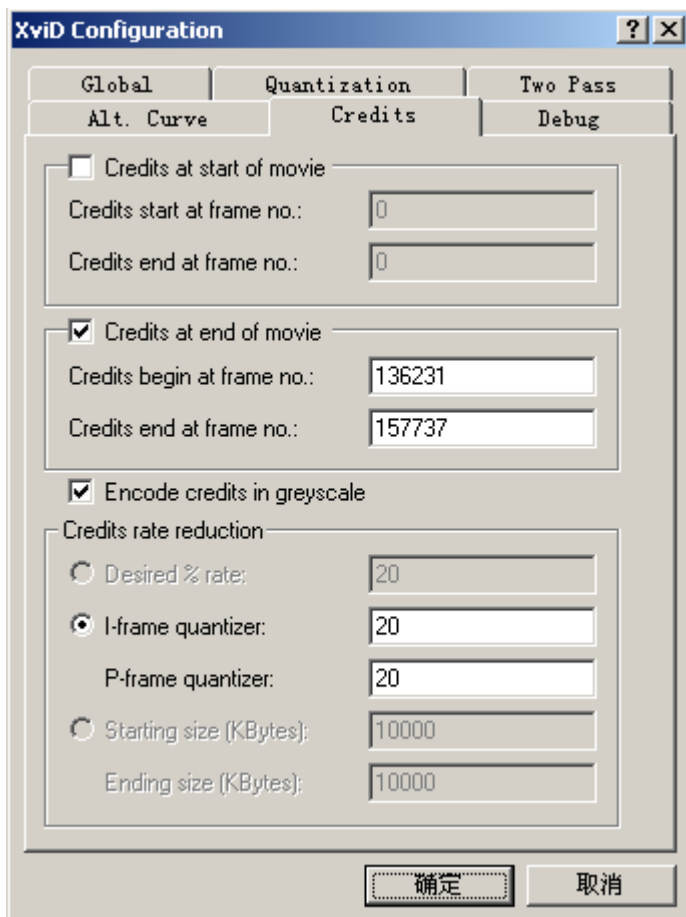 XviD Configuration
Global Quantization Two Pass
Alt. Curve Credits Debug
Credits at start of movie
Credits start at frame no.: 0
Credits end at frame no.: 0
Credits at end of movie
Credits begin at frame no.: 136231
Credits end at frame no.: 157737
Encode credits in greyscale
Credits rate reduction
Desired % rate: 20
I-frame quantizer: 20
P-frame quantizer: 20
Starting size (KBytes): 10000
Ending size (KBytes): 10000
确定 取消